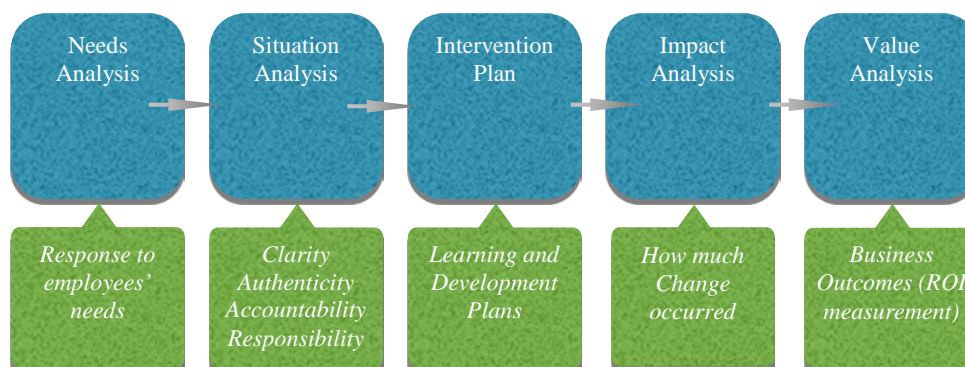 Needs
Analysis
Situation
Analysis
Intervention
Plan
Impact
Analysis
Value
Analysis
Response to
employees’
needs
Clarity
Authenticity
Accountability
Responsibility
Learning and
Development
Plans
How much
Change
occurred
Business
Outcomes (ROI
measurement)